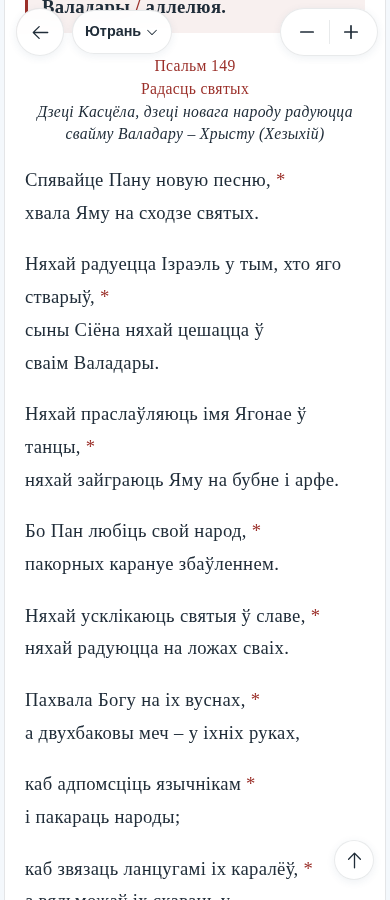 Валадары / аллелюя.
Ютрань
Псальм 149
Радасць святых
Дзеці Касцёла, дзеці новага народу радуюцца
свайму Валадару – Хрысту (Хезыхій)
Спявайце Пану новую песню, *
хвала Яму на сходзе святых.
Няхай радуецца Ізраэль у тым, хто яго
стварыў, *
сыны Сіёна няхай цешацца ў
сваім Валадары.
Няхай праслаўляюць імя Ягонае ў
танцы, *
няхай зайграюць Яму на бубне і арфе.
Бо Пан любіць свой народ, *
пакорных карануе збаўленнем.
Няхай усклікаюць святыя ў славе, *
няхай радуюцца на ложах сваіх.
Пахвала Богу на іх вуснах, *
а двухбаковы меч – у іхніх руках,
каб адпомсціць язычнікам *
і пакараць народы;
каб звязаць ланцугамі іх каралёў, *